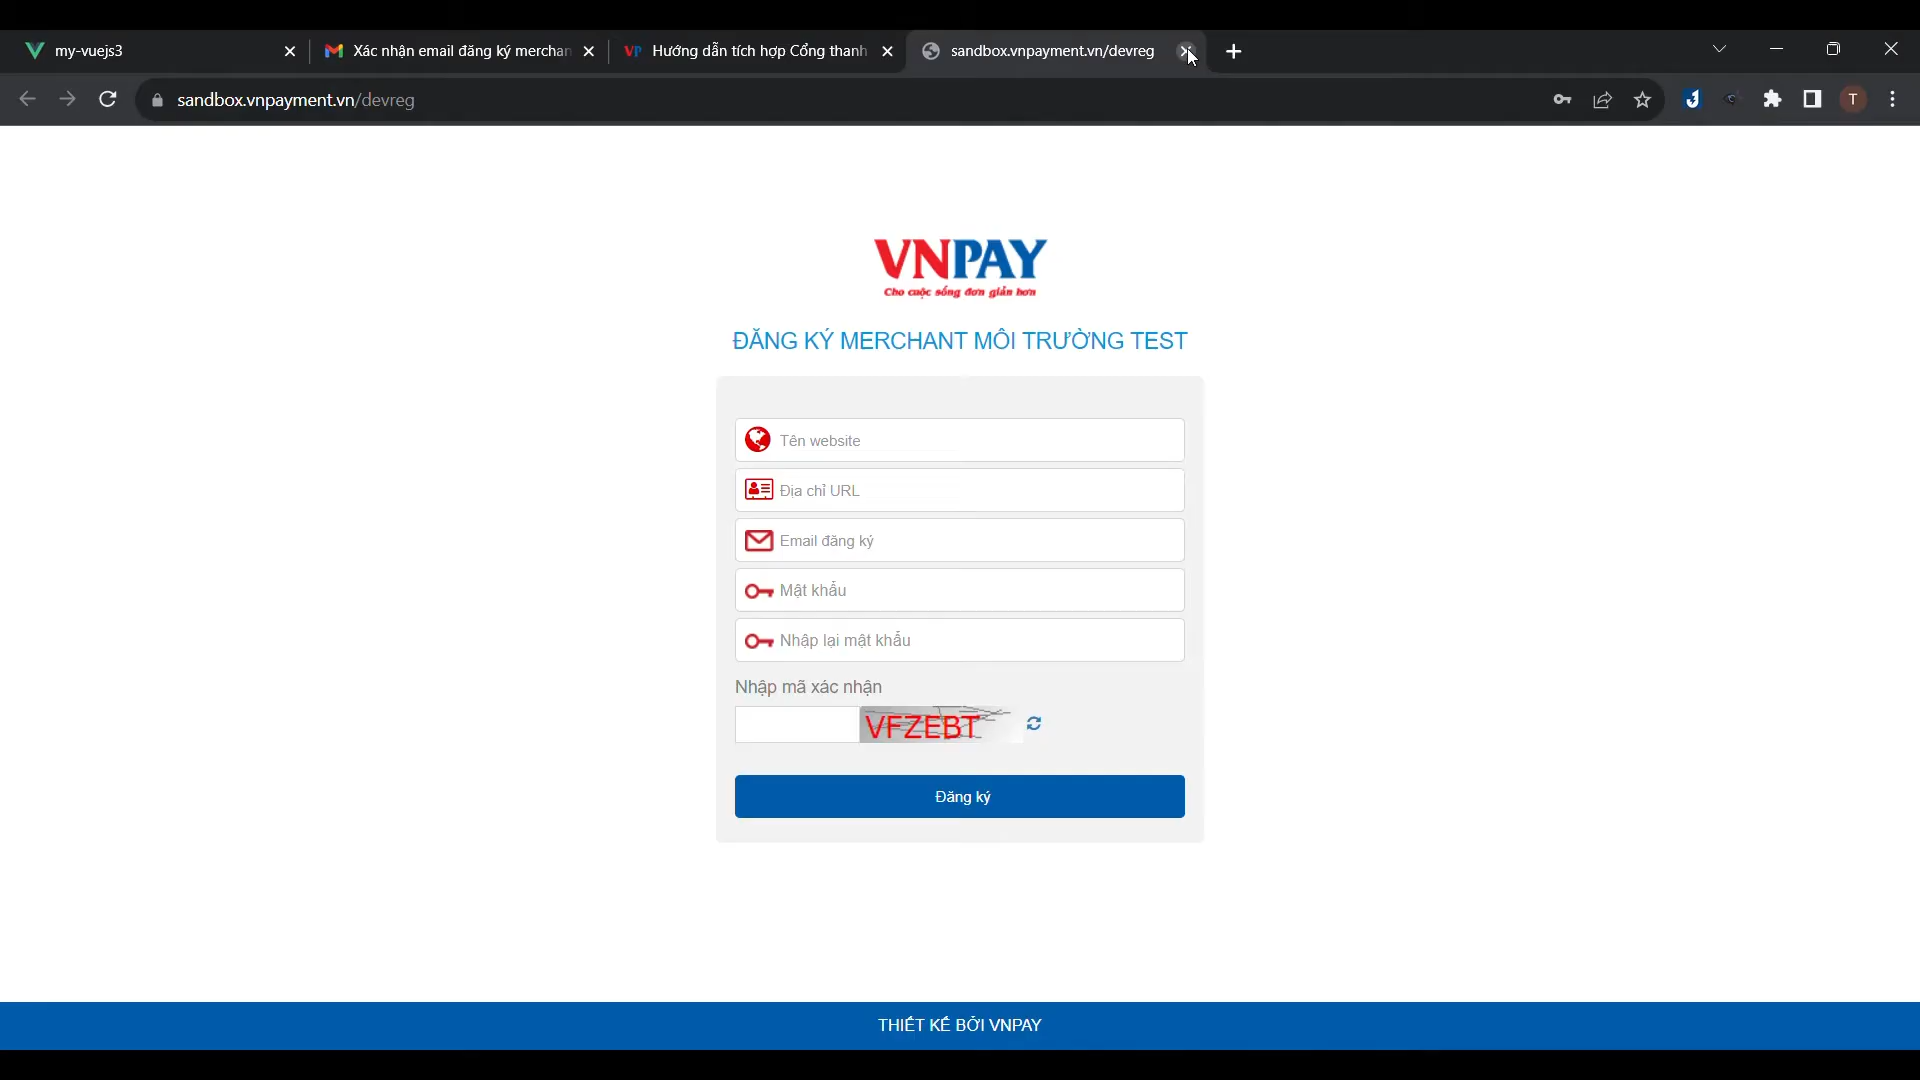 my-vuejs3
Xác nhận email đăng ký merchan
VP Hướng dẫn tích hợp Cổng thanh
sandbox.vnpayment.vn/devreg
sandbox.vnpayment.vn/devreg
T
VNPAY
Cho cuộc sống đơn giản hơn
ĐĂNG KÝ MERCHANT MÔI TRƯỜNG TEST
Tên website
Địa chỉ URL
Email đăng ký
Mật khẩu
Nhập lại mật khẩu
Nhập mã xác nhận
VFZEBT
Đăng ký
THIẾT KẾ BỞI VNPAY